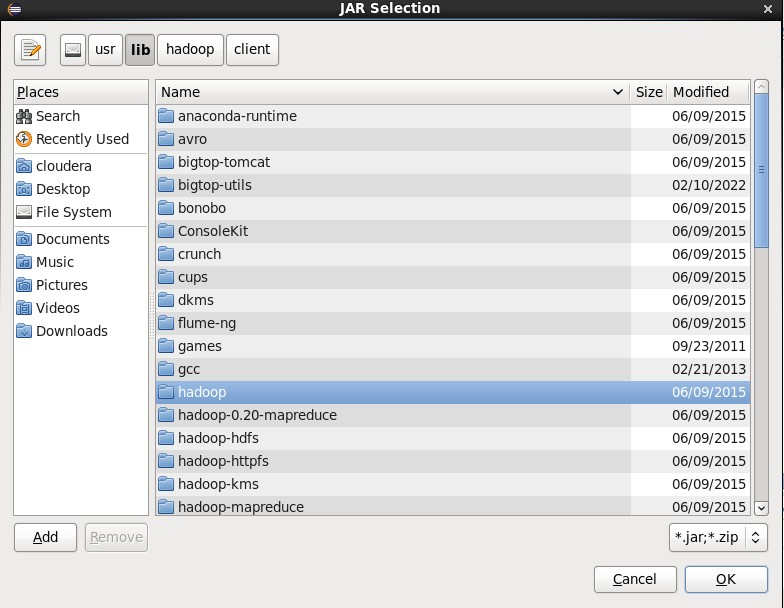 JAR Selection
usr lib hadoop client
Places
Search
Recently Used
cloudera
Desktop
File System
Documents
Music
Pictures
Videos
Downloads
Name Size Modified
anaconda-runtime 06/09/2015
avro 06/09/2015
bigtop-tomcat 06/09/2015
bigtop-utils 02/10/2022
bonobo 06/09/2015
ConsoleKit 06/09/2015
crunch 06/09/2015
cups 06/09/2015
dkms 06/09/2015
flume-ng 06/09/2015
games 09/23/2011
gcc 02/21/2013
hadoop 06/09/2015
hadoop-0.20-mapreduce 06/09/2015
hadoop-hdfs 06/09/2015
hadoop-httpfs 06/09/2015
hadoop-kms 06/09/2015
hadoop-mapreduce 06/09/2015
Add Remove *.jar;*.zip
Cancel OK